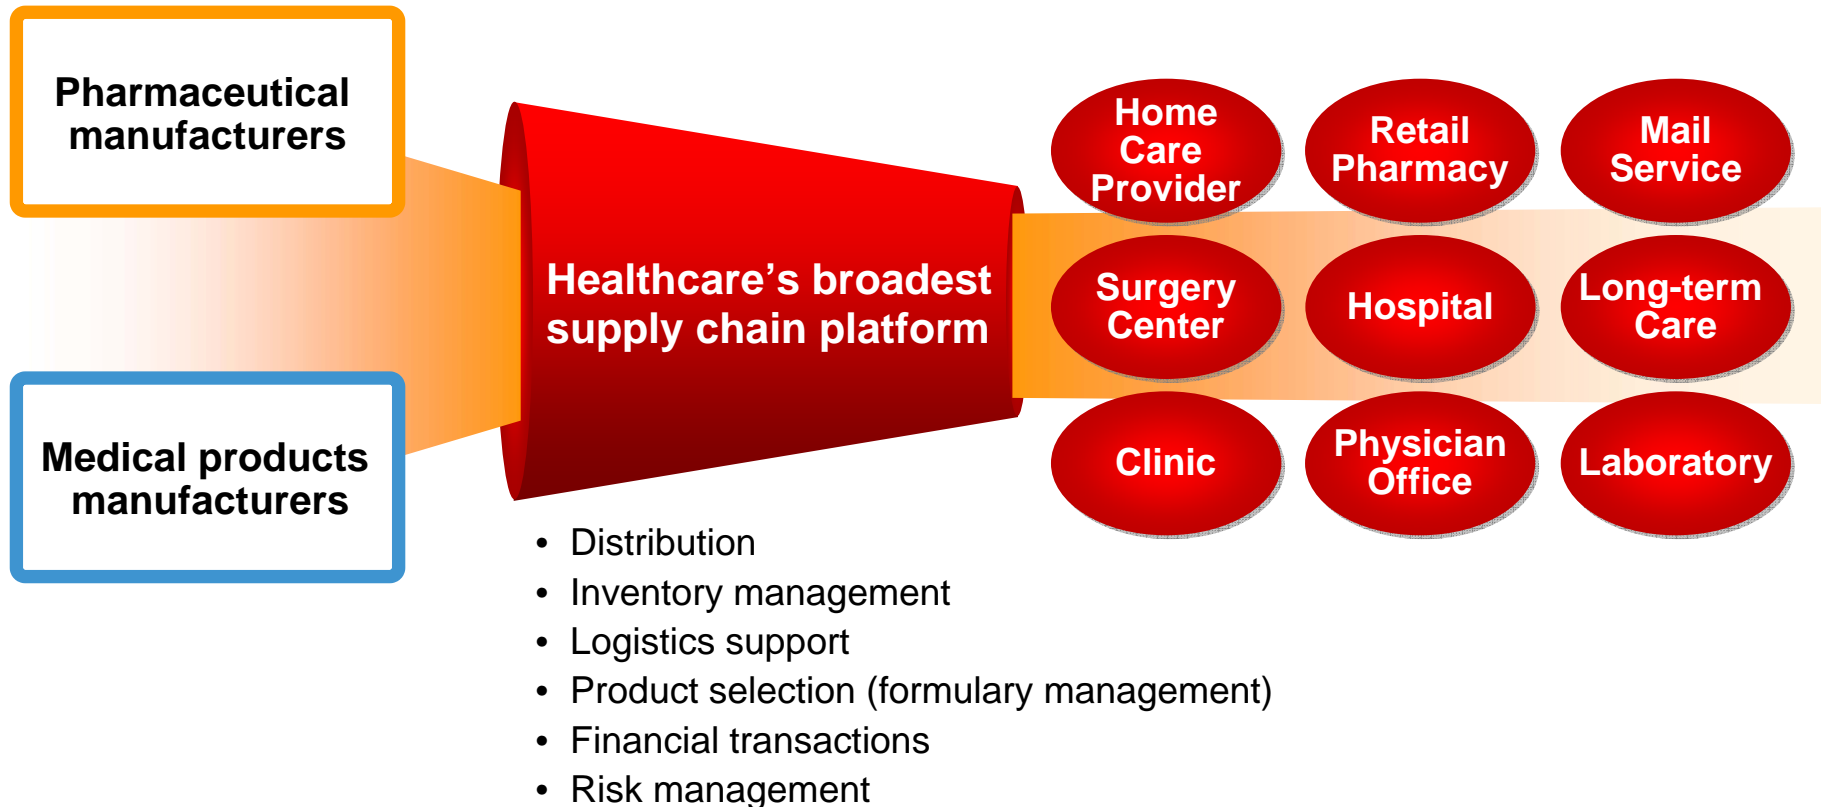 Pharmaceutical
manufacturers
Medical products
manufacturers
Healthcare’s broadest
supply chain platform
• Distribution
• Inventory management
• Logistics support
• Product selection (formulary management)
• Financial transactions
• Risk management
Home
Care
Provider
Retail
Pharmacy
Mail
Service
Surgery
Center
Hospital
Long-term
Care
Clinic
Physician
Office
Laboratory